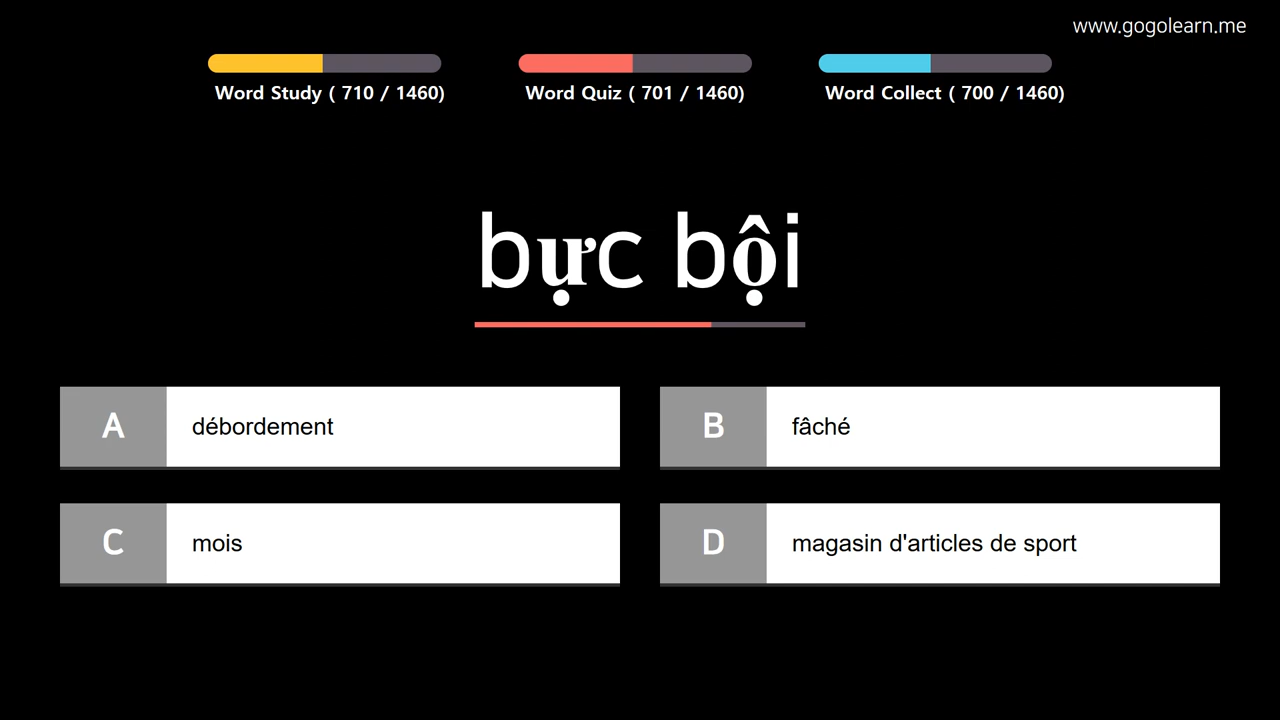 www.gogolearn.me
Word Study ( 710 / 1460)
Word Quiz ( 701 / 1460)
Word Collect ( 700 / 1460)
bực bội
A
débordement
B
fâché
C
mois
D
magasin d'articles de sport